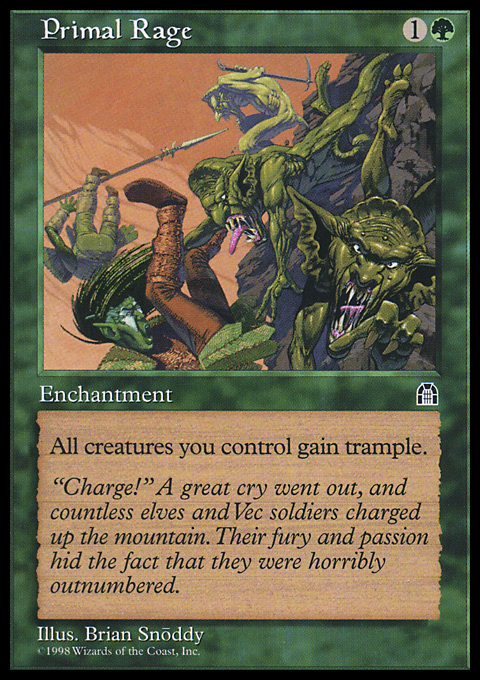 Primal Rage 1
Enchantment
All creatures you control gain trample.
“Charge!” A great cry went out, and
countless elves and Vec soldiers charged
up the mountain. Their fury and passion
hid the fact that they were horribly
outnumbered.
Illus. Brian Snōddy
©1998 Wizards of the Coast, Inc.